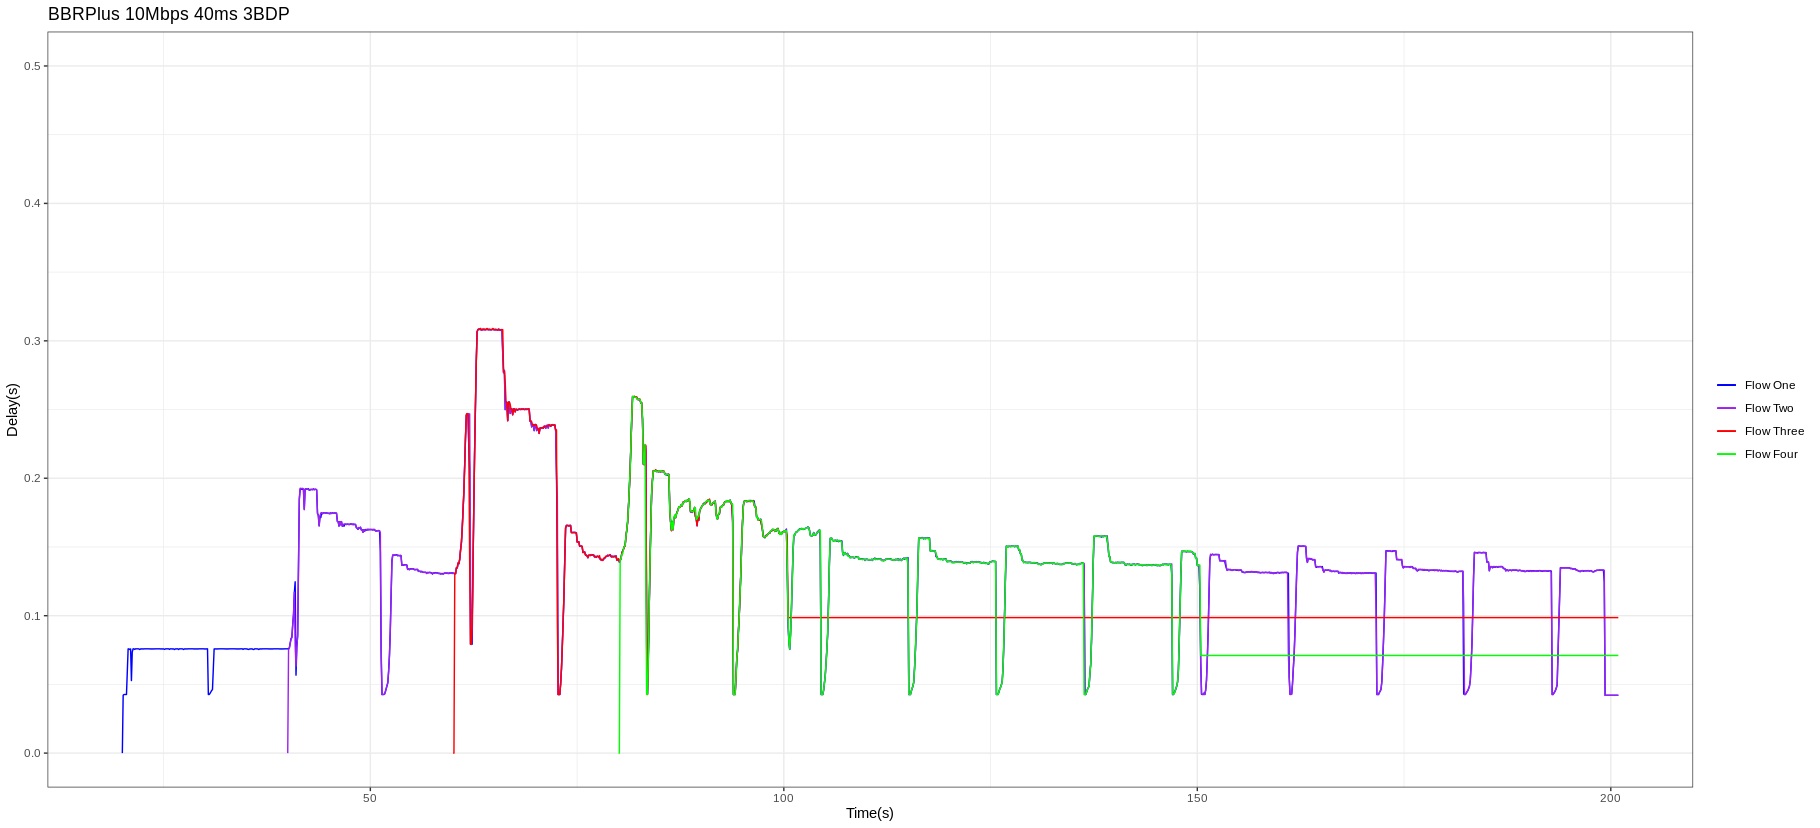 BBRPlus 10Mbps 40ms 3BDP
0.5
0.4
0.3
0.2
0.1
0.0
Delay(s)
50
100
150
200
Time(s)
Flow One
Flow Two
Flow Three
Flow Four